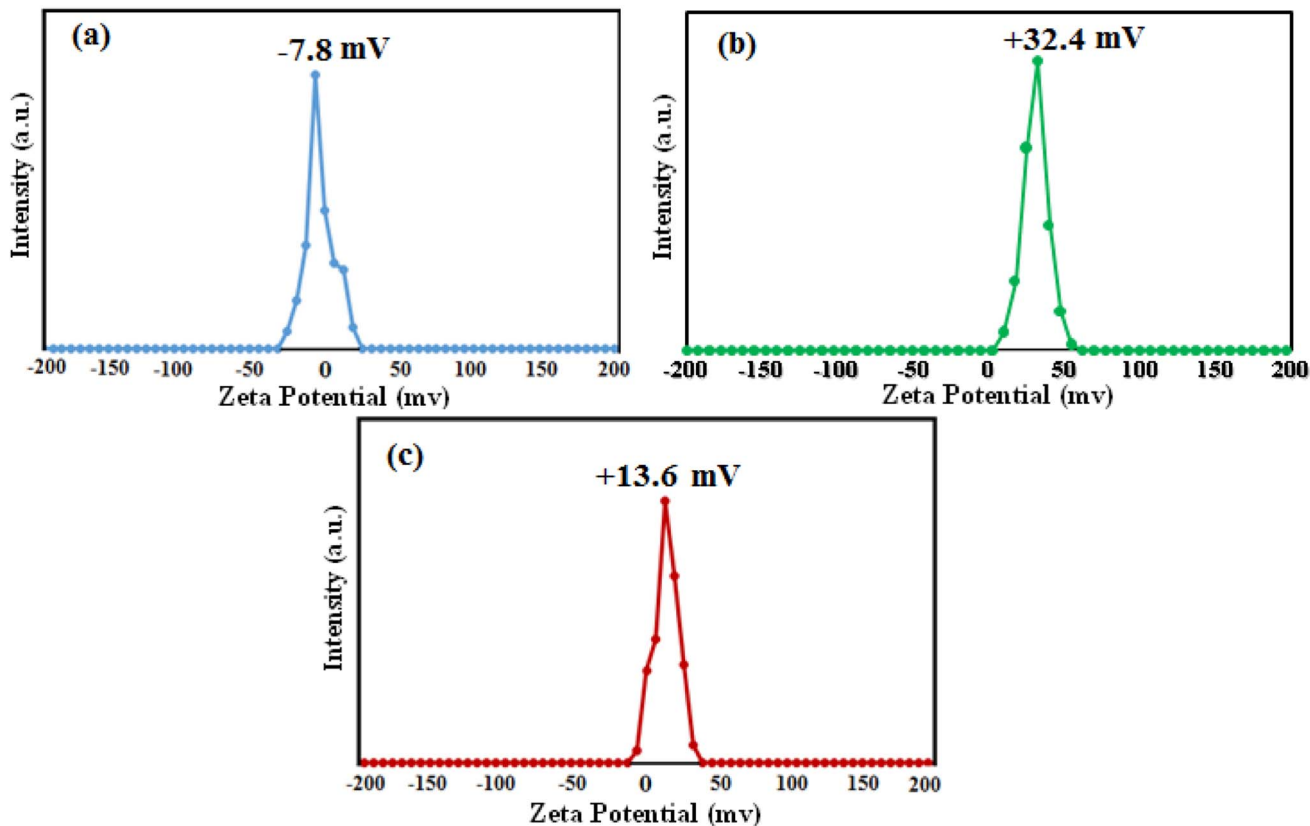 (a)
-7.8 mV
Intensity (a.u.)
-200 -150 -100 -50 0 50 100 150 200
Zeta Potential (mv)
(b)
+32.4 mV
Intensity (a.u.)
-200 -150 -100 -50 0 50 100 150 200
Zeta Potential (mv)
(c)
+13.6 mV
Intensity (a.u.)
-200 -150 -100 -50 0 50 100 150 200
Zeta Potential (mv)